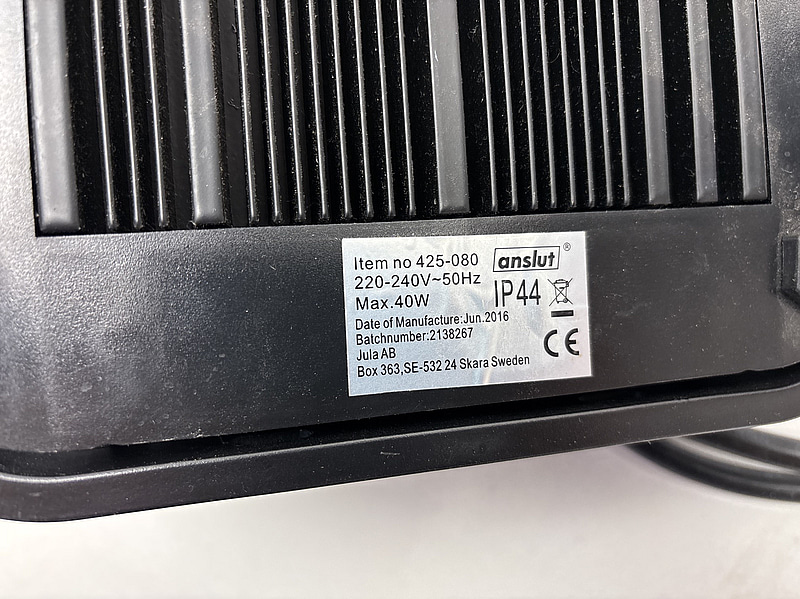 Item no 425-080 anslut®
220-240V~50Hz
Max.40W IP44
Date of Manufacture:Jun.2016
Batchnumber:2138267
Jula AB CE
Box 363,SE-532 24 Skara Sweden